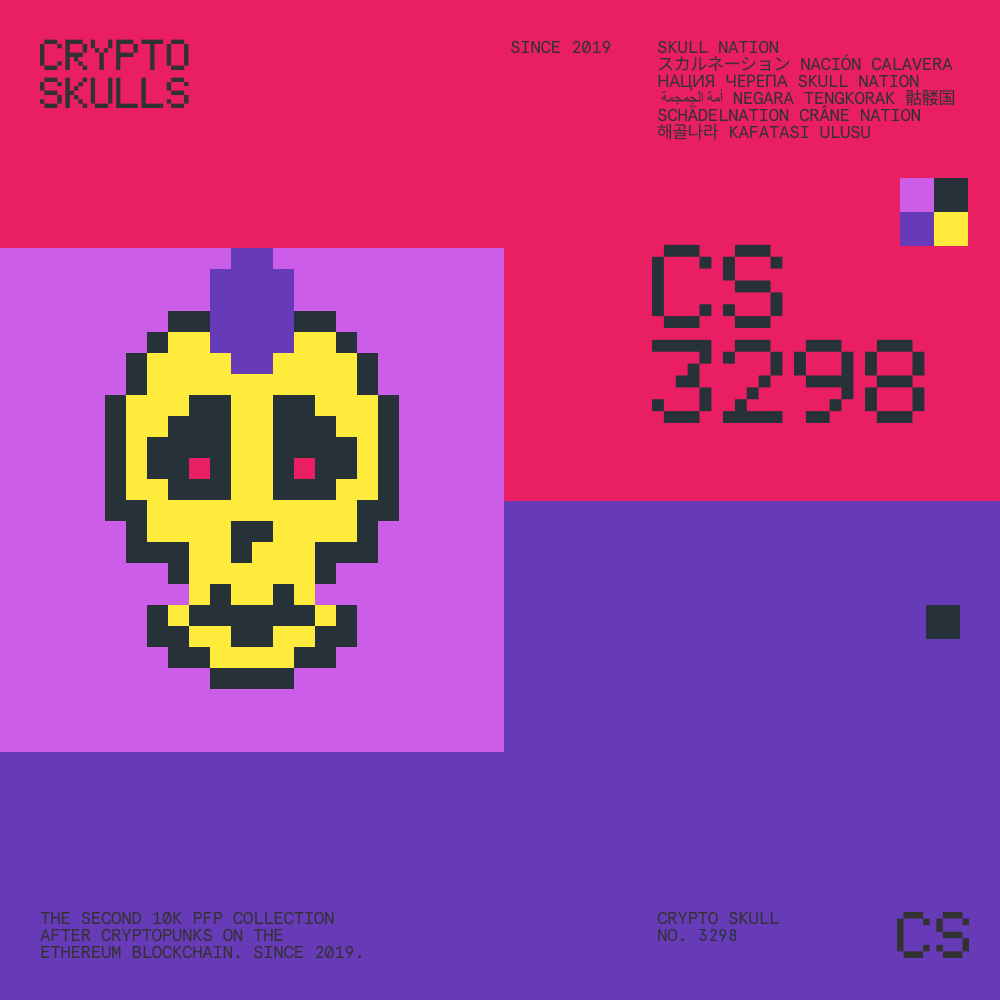 CRYPTO
SKULLS
SINCE 2019
SKULL NATION
スカルネーション NACIÓN CALAVERA
НАЦИЯ ЧЕРЕПА SKULL NATION
أمة الجمجمة NEGARA TENGKORAK 骷髅国
SCHÄDELNATION CRÂNE NATION
해골나라 KAFATASI ULUSU
CS
3298
THE SECOND 10K PFP COLLECTION
AFTER CRYPTOPUNKS ON THE
ETHEREUM BLOCKCHAIN. SINCE 2019.
CRYPTO SKULL
NO. 3298
CS